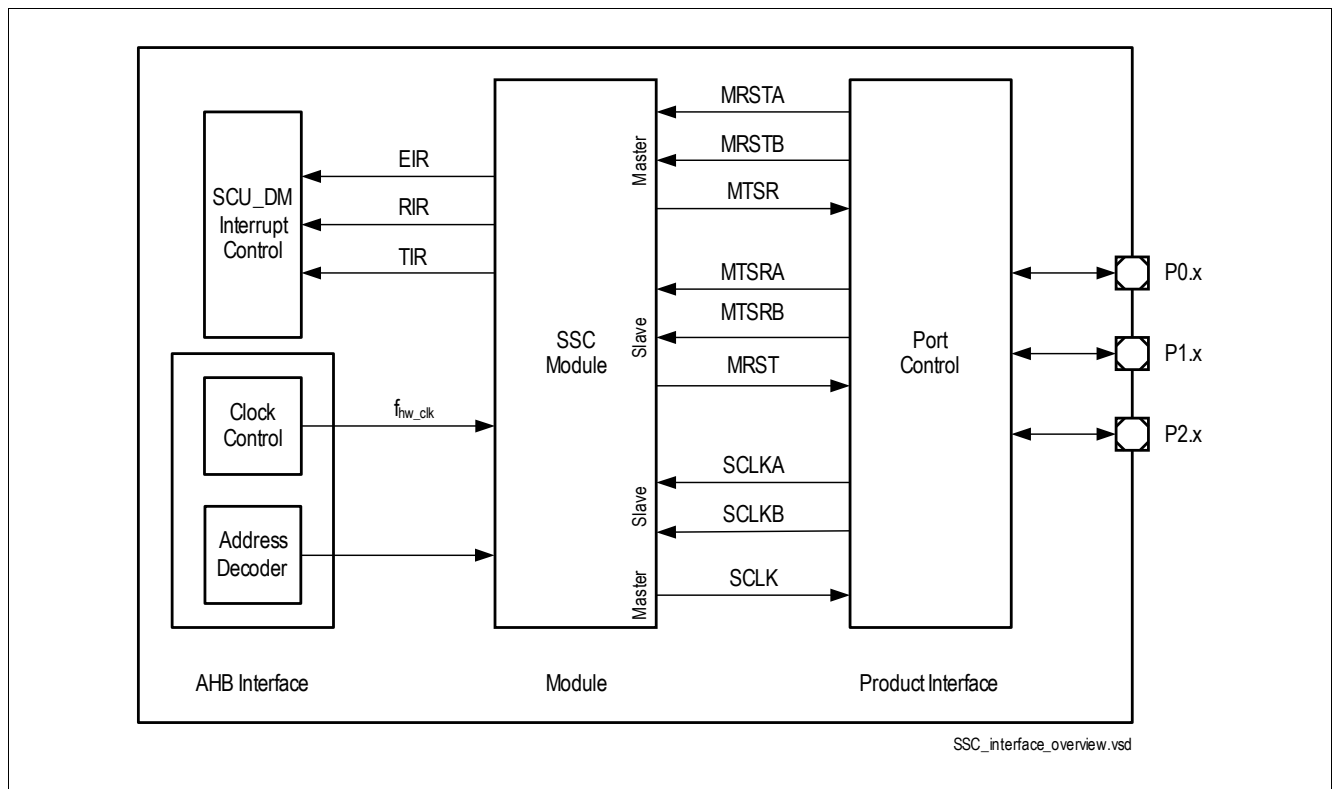 SCU_DM
Interrupt
Control
EIR
RIR
TIR
Clock
Control
fhw_clk
Address
Decoder
AHB Interface
SSC
Module
Master
Slave
Slave
Master
Module
MRSTA
MRSTB
MTSR
MTSRA
MTSRB
MRST
SCLKA
SCLKB
SCLK
Port
Control
Product Interface
P0.x
P1.x
P2.x
SSC_interface_overview.vsd